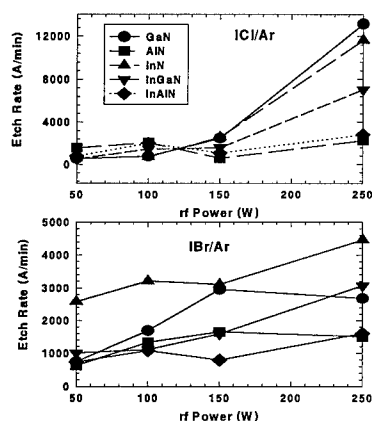 ICl/Ar
GaN
AlN
InN
InGaN
InAlN
Etch Rate (A/min)
12000
8000
4000
0
50 100 150 200 250
rf Power (W)
IBr/Ar
Etch Rate (A/min)
5000
4000
3000
2000
1000
0
50 100 150 200 250
rf Power (W)